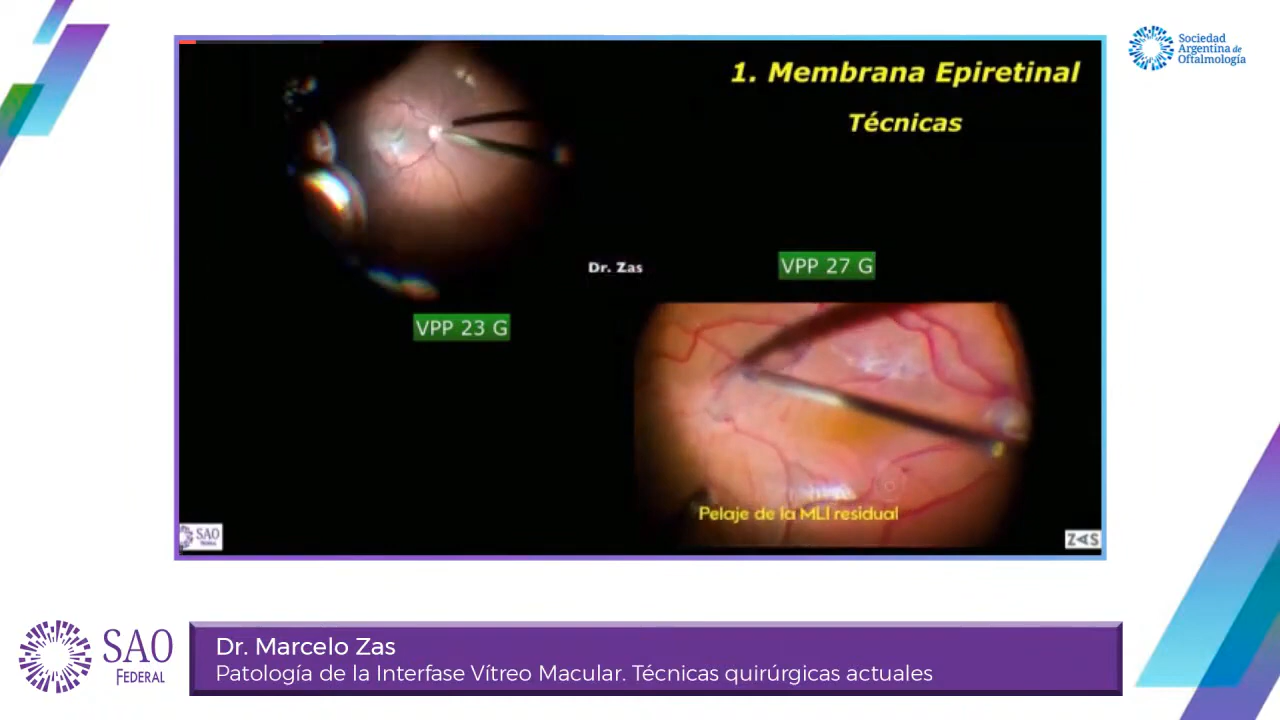 Sociedad
Argentina de
Oftalmología
1. Membrana Epiretinal
Técnicas
Dr. Zas
VPP 27 G
VPP 23 G
Pelaje de la MLI residual
SAO
ZAS
SAO
FEDERAL
Dr. Marcelo Zas
Patología de la Interfase Vítreo Macular. Técnicas quirúrgicas actuales